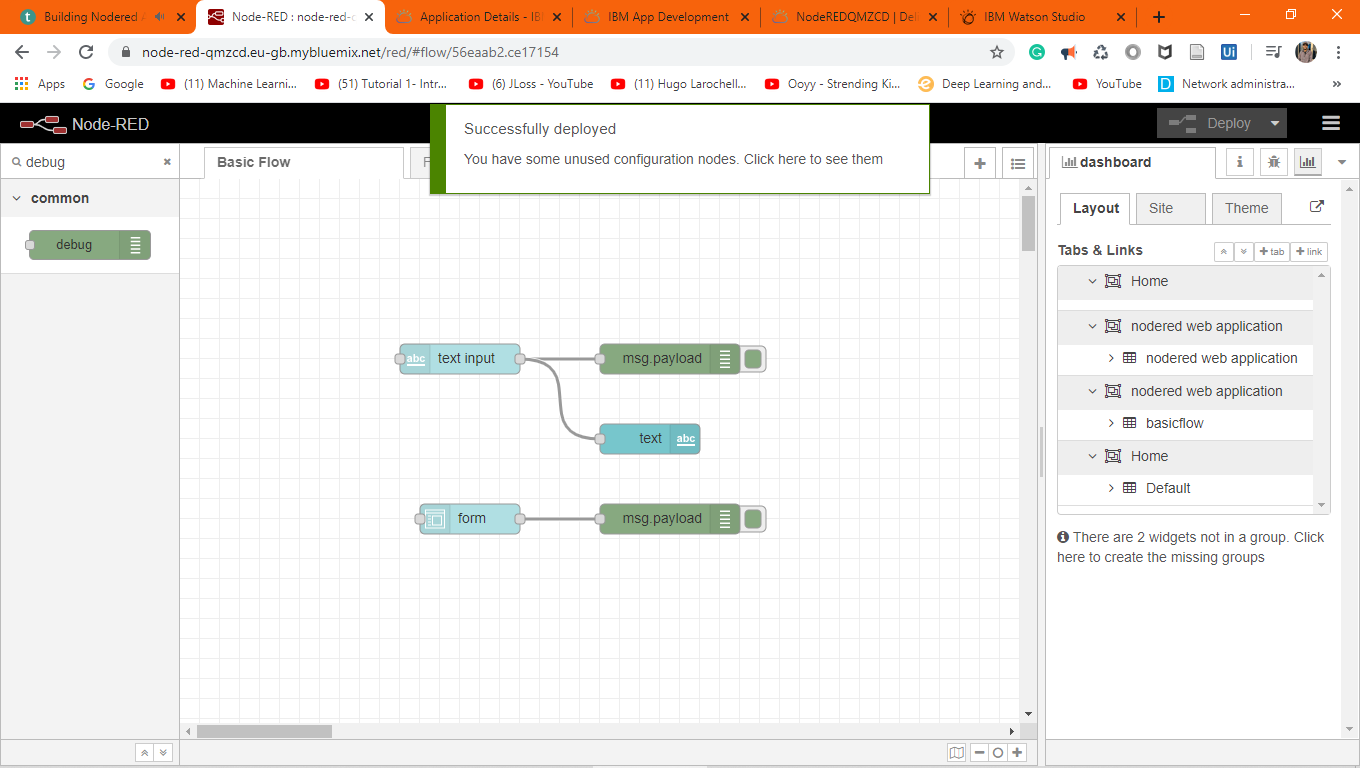 Building Nodered A
Node-RED : node-red-c
Application Details - IB
IBM App Development
NodeREDQMZCD | Del
IBM Watson Studio
node-red-qmzcd.eu-gb.mybluemix.net/red/#flow/56eaab2.ce17154
Apps
Google
(11) Machine Learni...
(51) Tutorial 1- Intr...
(6) JLoss - YouTube
(11) Hugo Larochell...
Ooyy - Strending Ki...
Deep Learning and...
YouTube
Network administra...
Node-RED
Successfully deployed
You have some unused configuration nodes. Click here to see them
Deploy
debug
Basic Flow
F
dashboard
common
debug
Layout
Site
Theme
Tabs & Links
tab
link
Home
nodered web application
nodered web application
nodered web application
basicflow
Home
Default
There are 2 widgets not in a group. Click
here to create the missing groups
abc text input
msg.payload
text abc
form
msg.payload